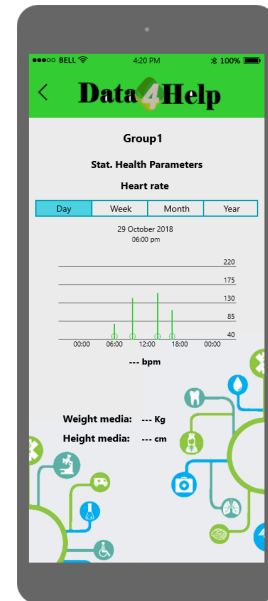 ●●●○○ BELL 4:20 PM 100%
Data4Help
Group1
Stat. Health Parameters
Heart rate
Day Week Month Year
29 October 2018
06:00 pm
220
175
130
85
40
00:00 06:00 12:00 18:00 00:00
--- bpm
Weight media: --- Kg
Height media: --- cm